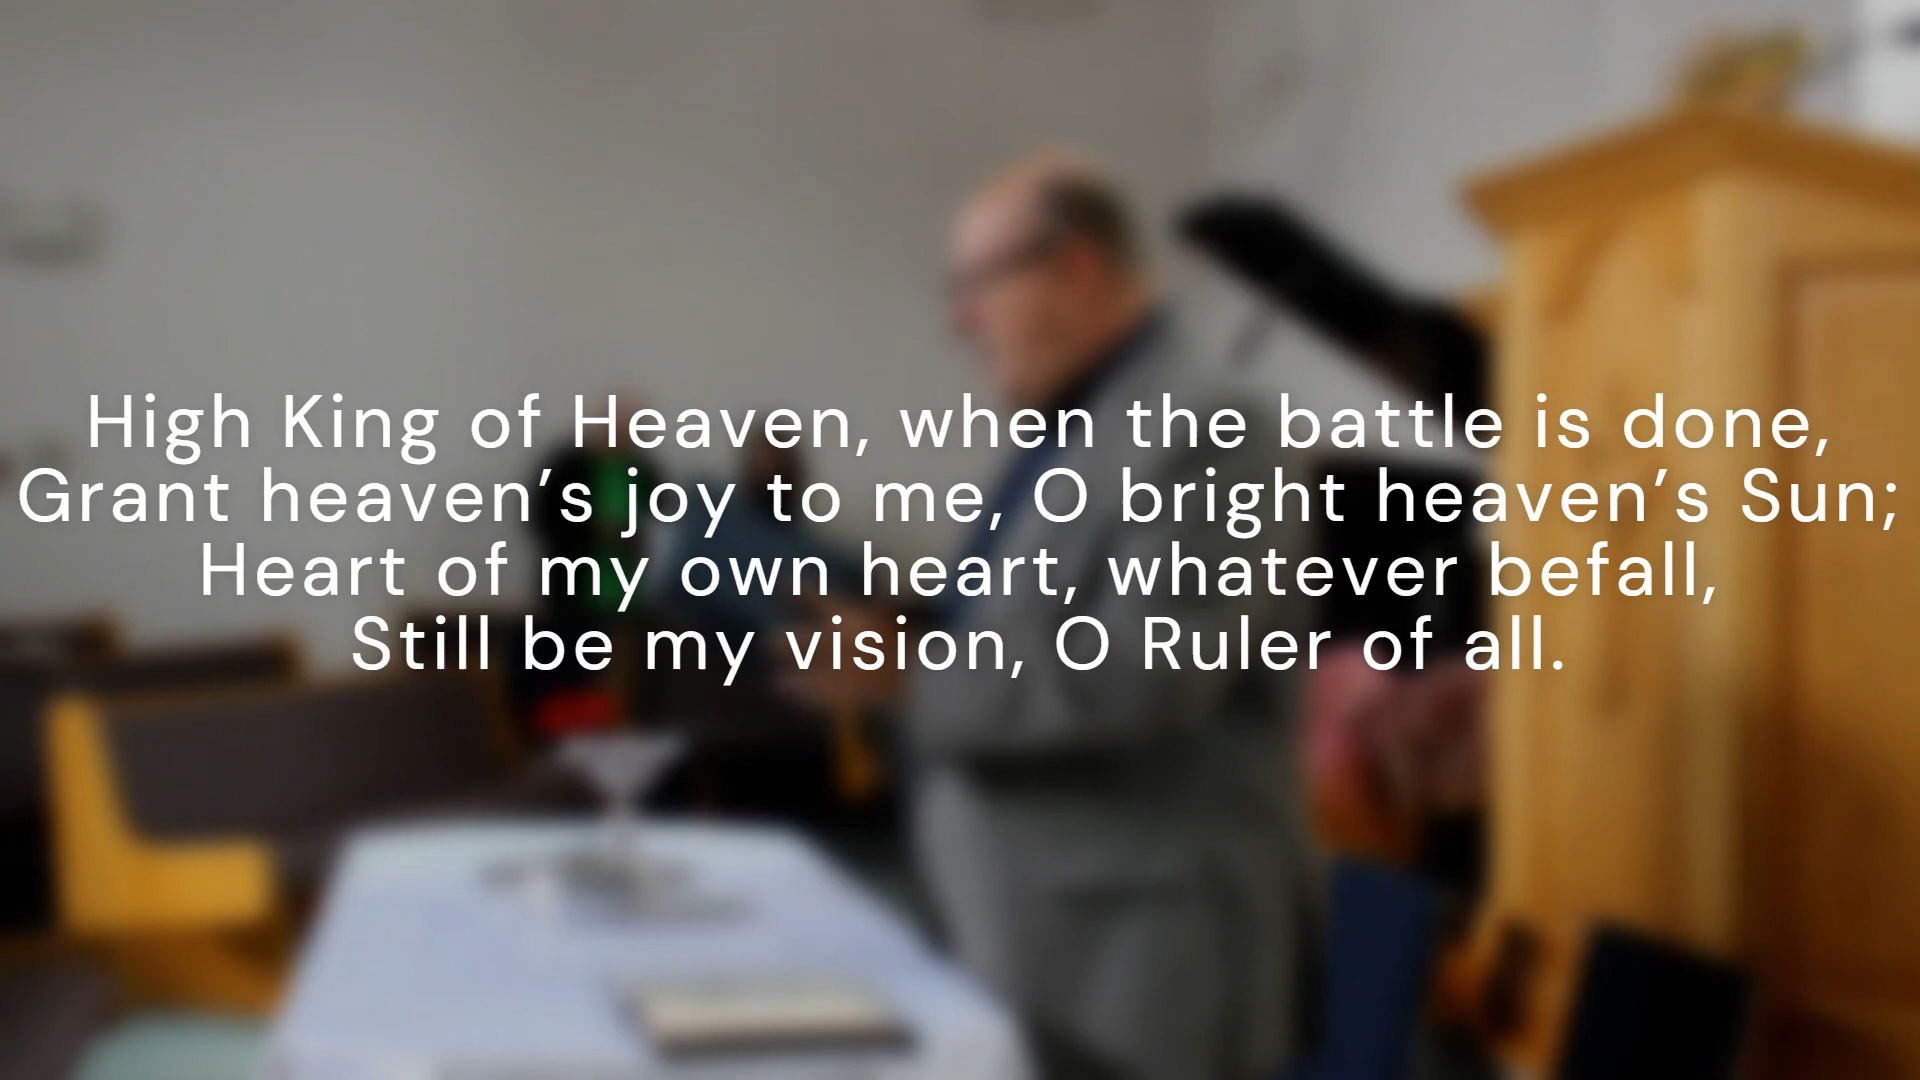 High King of Heaven, when the battle is done,
Grant heaven’s joy to me, O bright heaven’s Sun;
Heart of my own heart, whatever befall,
Still be my vision, O Ruler of all.